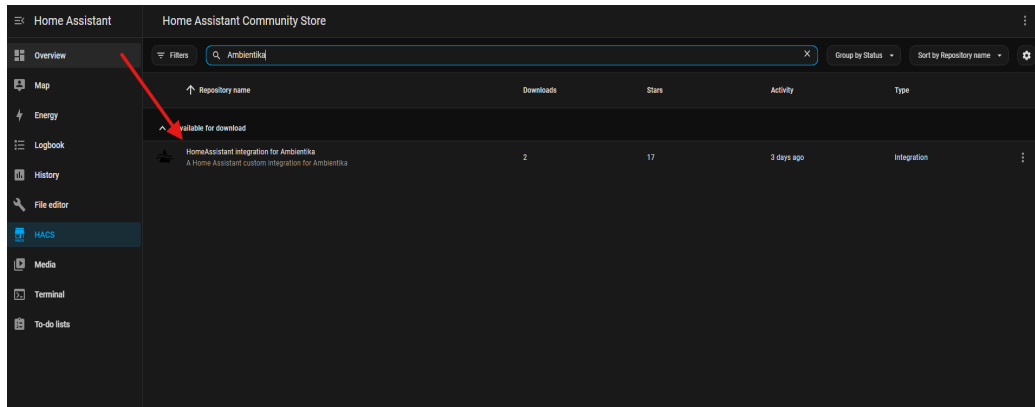 Home Assistant
Home Assistant Community Store
Overview
Map
Energy
Logbook
History
File editor
HACS
Media
Terminal
To-do lists
Filters
Ambientika
Group by Status
Sort by Repository name
Repository name
Downloads
Stars
Activity
Type
Available for download
HomeAssistant integration for Ambientika
2
17
3 days ago
Integration
A Home Assistant custom integration for Ambientika